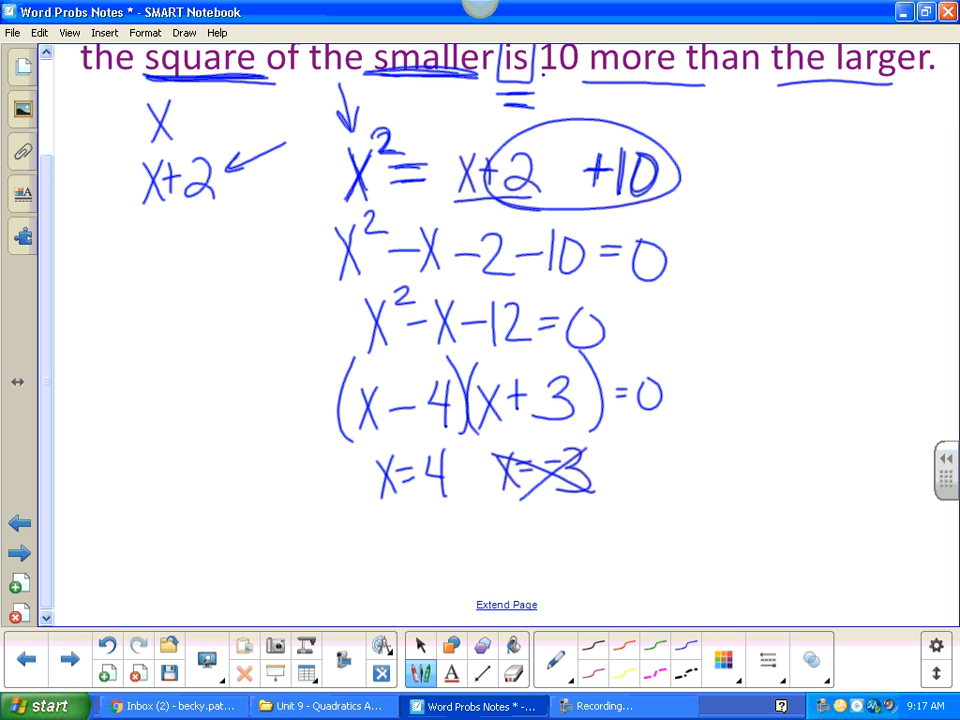 Word Probs Notes * - SMART Notebook
File Edit View Insert Format Draw Help
the square of the smaller is 10 more than the larger.
x
x+2
x² = x+2 +10
x² - x - 2 - 10 = 0
x² - x - 12 = 0
(x - 4)(x + 3) = 0
x = 4 x = -3
Extend Page
start
Inbox (2) - becky.pat...
Unit 9 - Quadratics A...
Word Probs Notes * -...
Recording...
9:17 AM